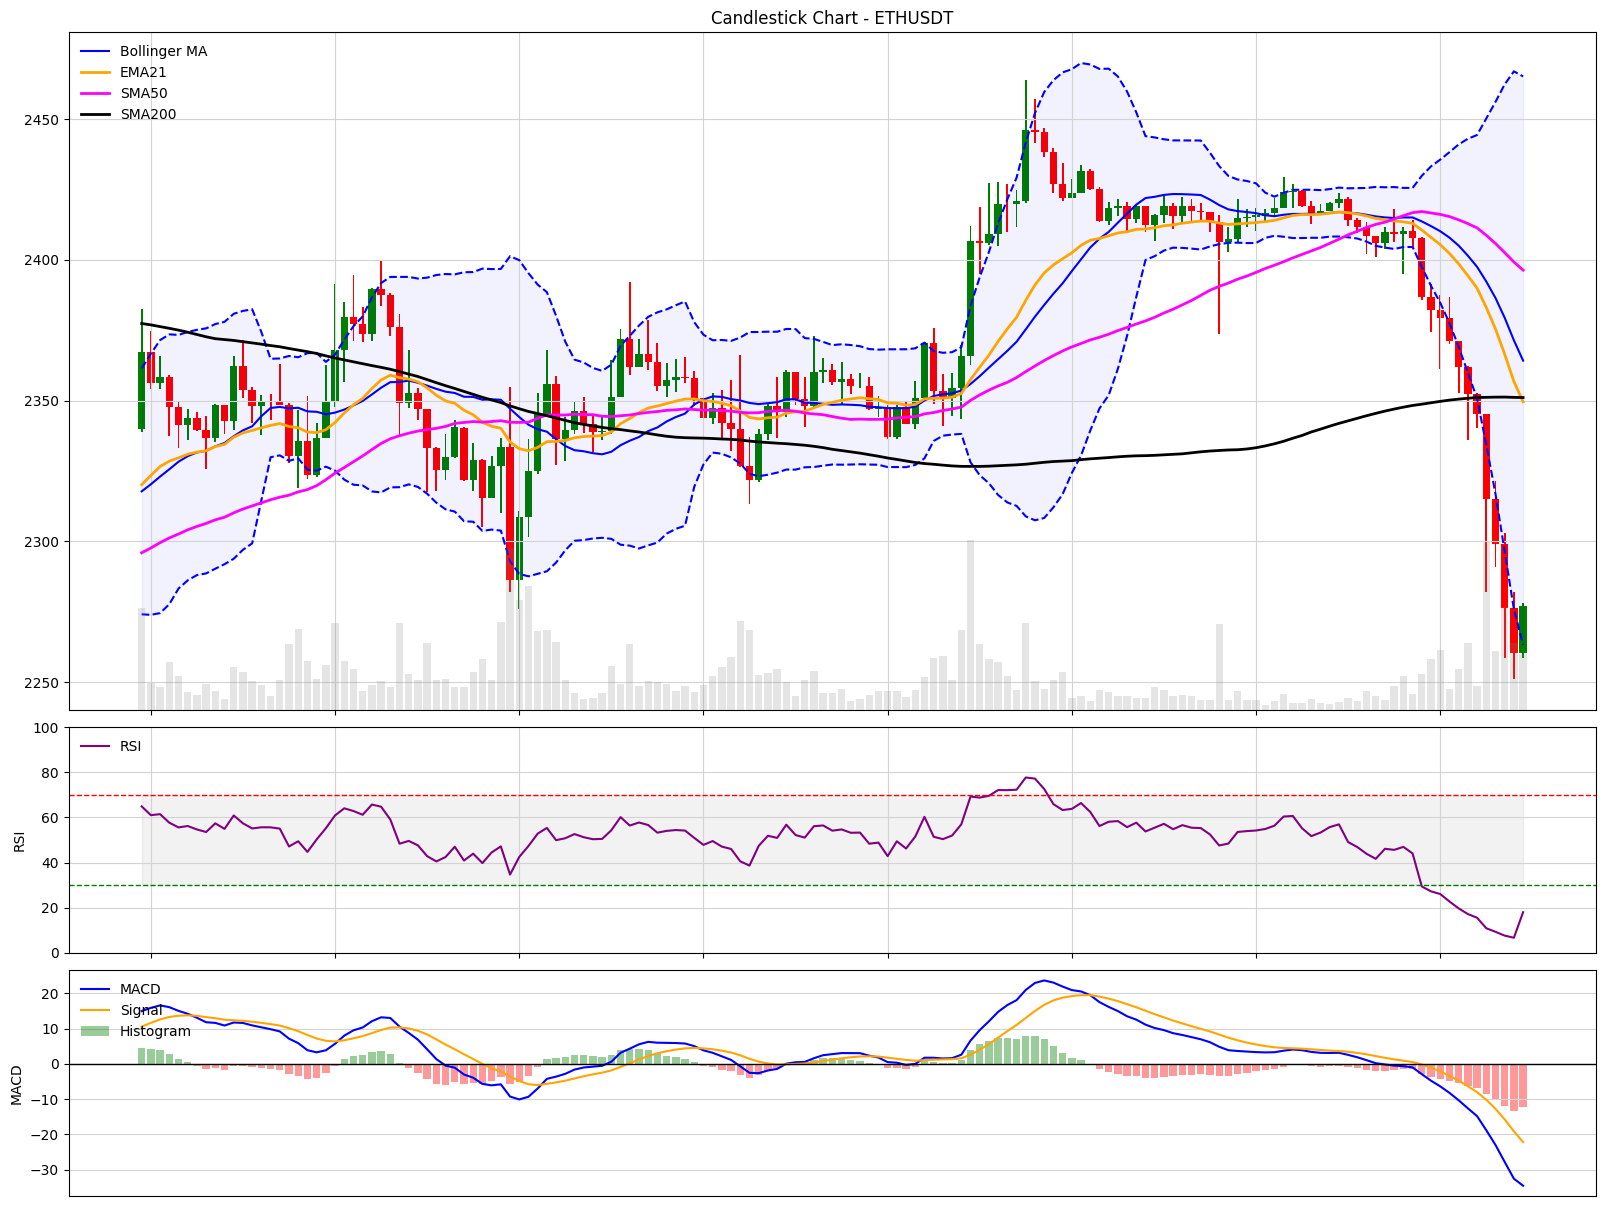 Candlestick Chart - ETHUSDT
Bollinger MA
EMA21
SMA50
SMA200
2450
2400
2350
2300
2250
RSI
100
80
60
40
20
0
RSI
MACD
Signal
Histogram
20
10
0
−10
−20
−30
MACD